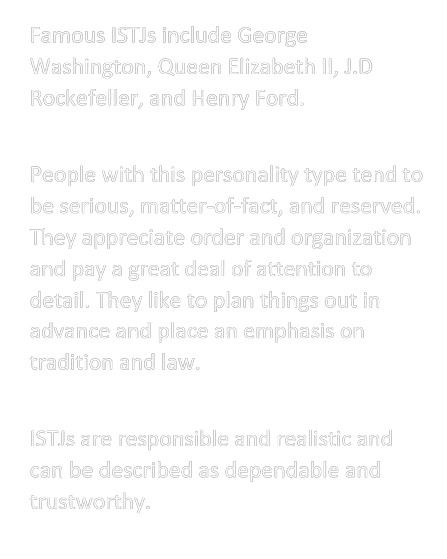 Famous ISTJs include George
Washington, Queen Elizabeth II, J.D
Rockefeller, and Henry Ford.
People with this personality type tend to
be serious, matter-of-fact, and reserved.
They appreciate order and organization
and pay a great deal of attention to
detail. They like to plan things out in
advance and place an emphasis on
tradition and law.
ISTJs are responsible and realistic and
can be described as dependable and
trustworthy.